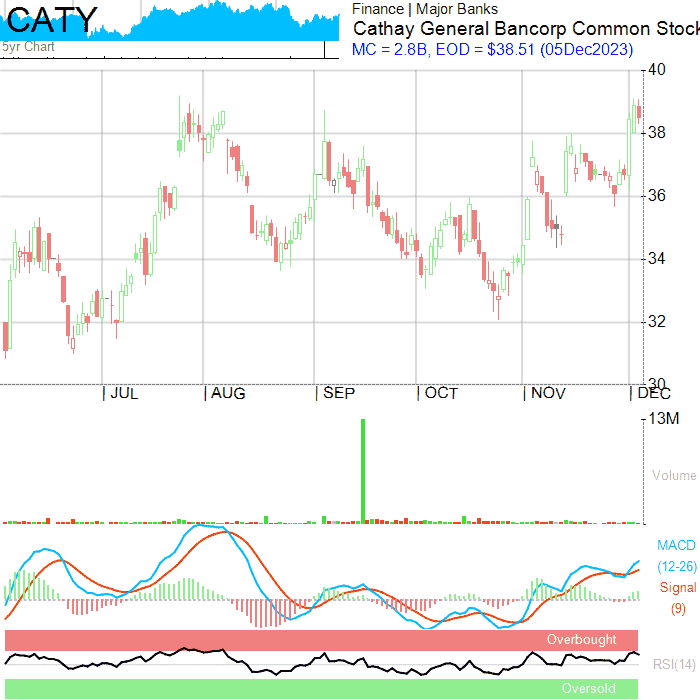 CATY
5yr Chart
Finance | Major Banks
Cathay General Bancorp Common Stock
MC = 2.8B, EOD = $38.51 (05Dec2023)
40
38
36
34
32
30
| JUL | AUG | SEP | OCT | NOV | DEC
13M
Volume
MACD
(12-26)
Signal
(9)
Overbought
RSI(14)
Oversold